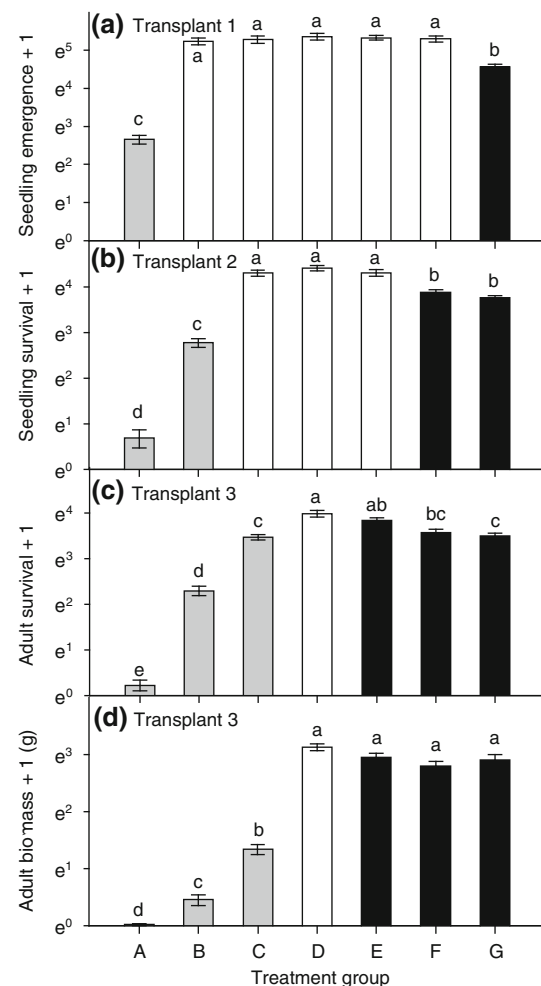 (a) Transplant 1
Seedling emergence + 1
e⁵
e⁴
e³
e²
e¹
e⁰
c
a
a
a
a
a
b
(b) Transplant 2
Seedling survival + 1
e⁴
e³
e²
e¹
e⁰
d
c
a
a
a
b
b
(c) Transplant 3
Adult survival + 1
e⁴
e³
e²
e¹
e⁰
e
d
c
a
ab
bc
c
(d) Transplant 3
Adult biomass + 1 (g)
e³
e²
e¹
e⁰
d
c
b
a
a
a
a
A B C D E F G
Treatment group